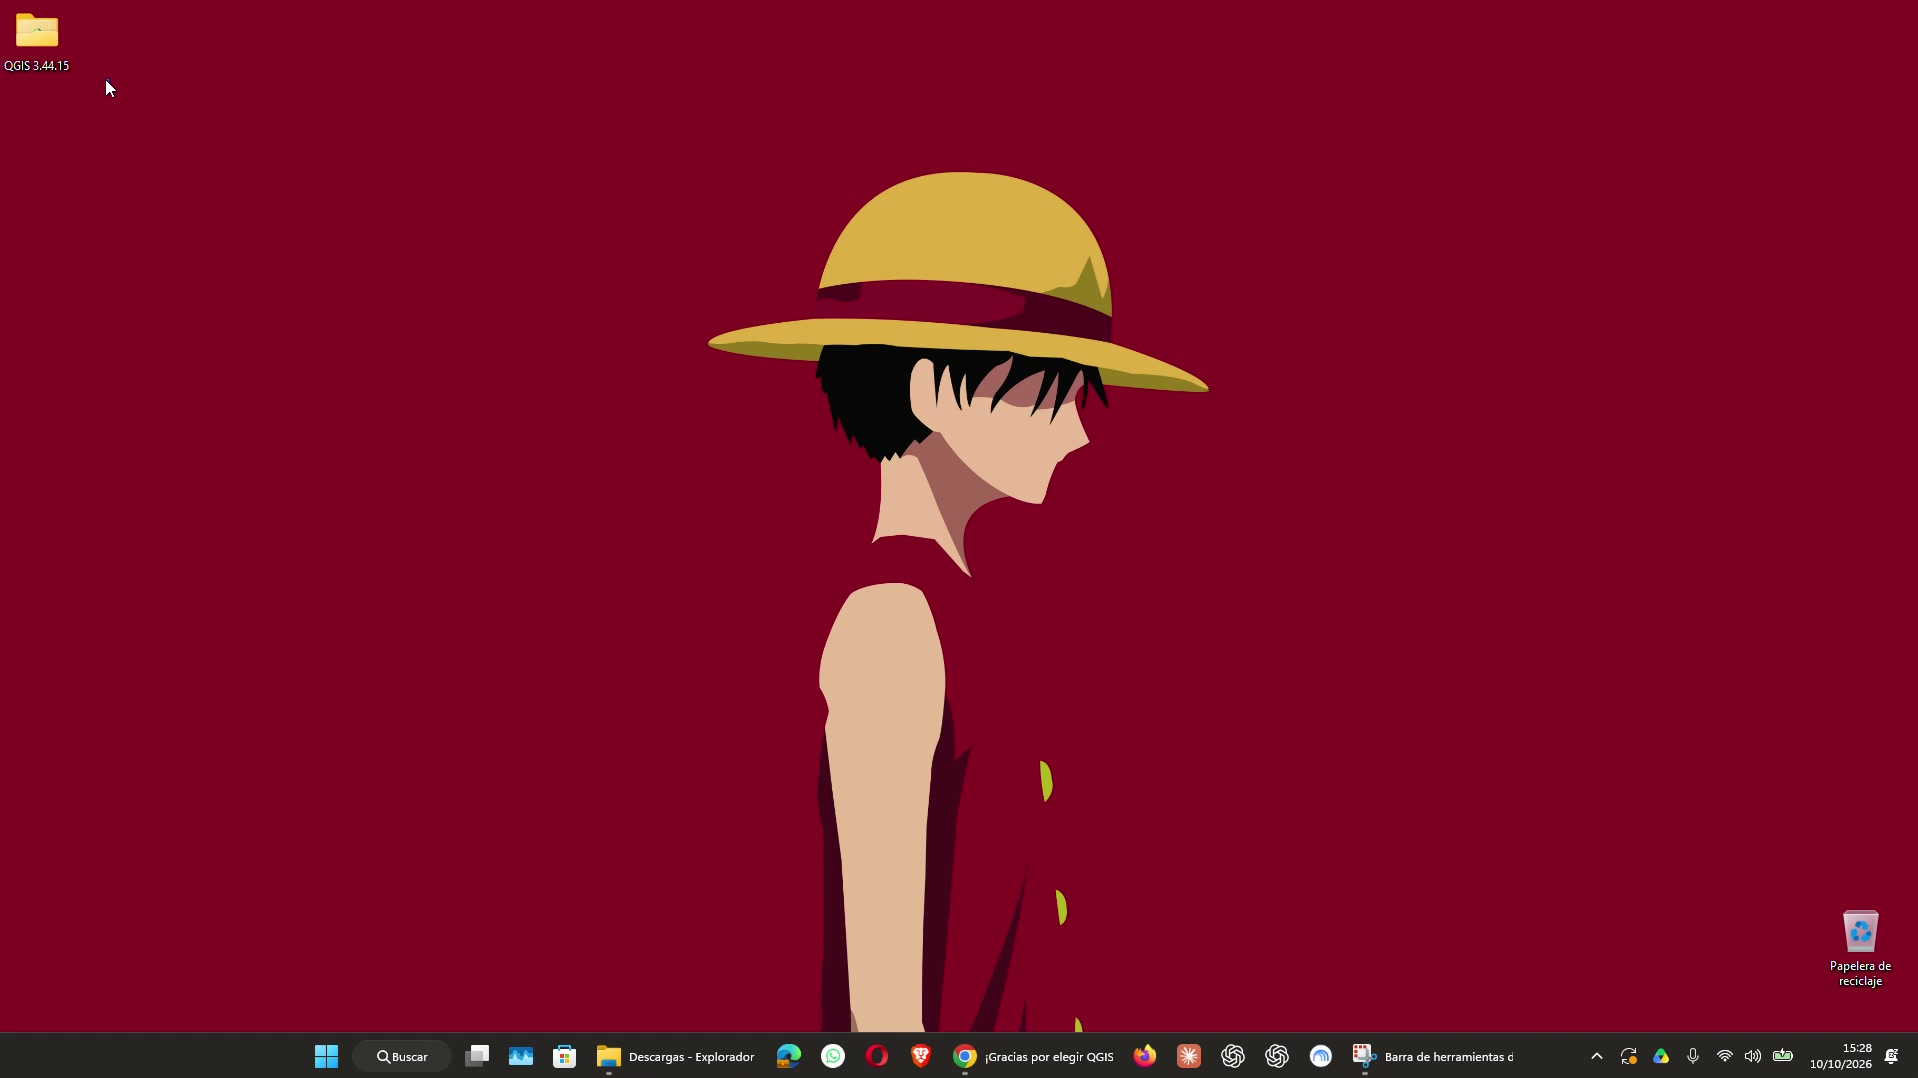 QGIS 3.44.15
Papelera de
reciclaje
Buscar
Descargas - Explorador
¡Gracias por elegir QGIS
Barra de herramientas d
15:28
10/10/2026